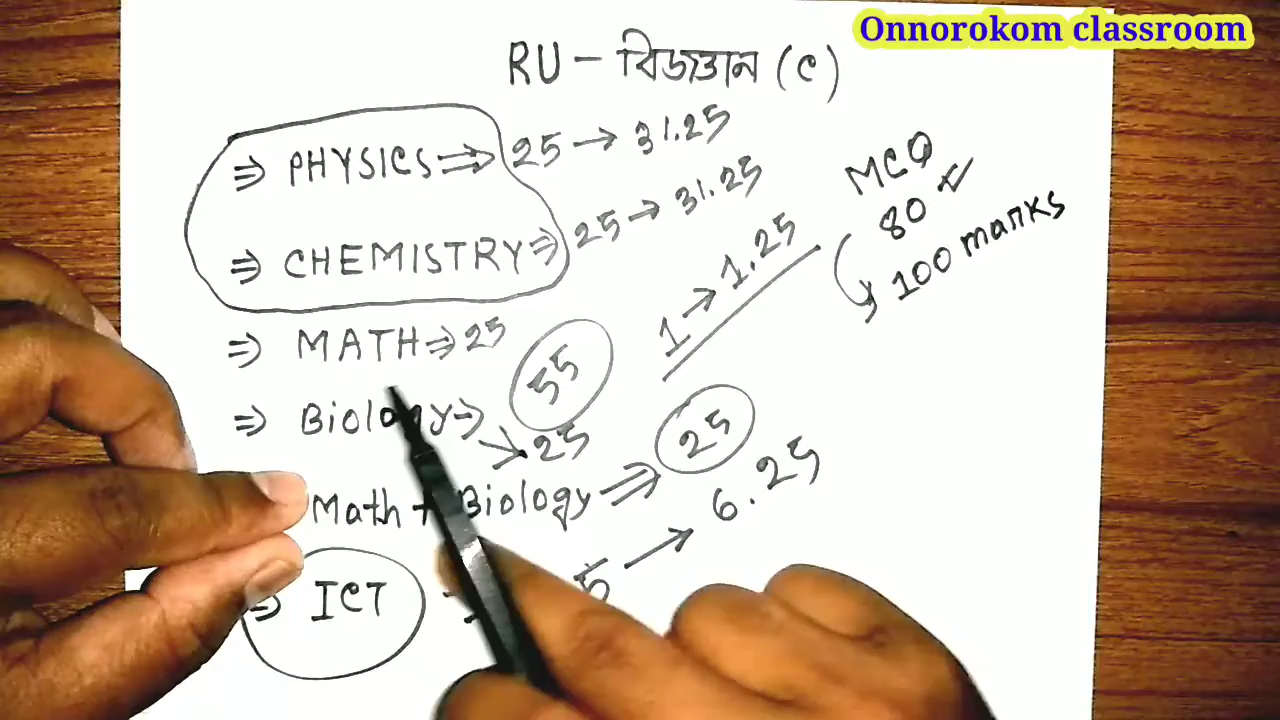 Onnorokom classroom
RU - বিজ্ঞান (C)
⇒ PHYSICS ⇒ 25 → 31.25
⇒ CHEMISTRY ⇒ 25 → 31.25
MCQ
80
100 marks
1 → 1.25
⇒ MATH ⇒ 25
55
⇒ Biology →
→ 25
Math + Biology ⇒ 25
⇒ ICT
5 → 6.25